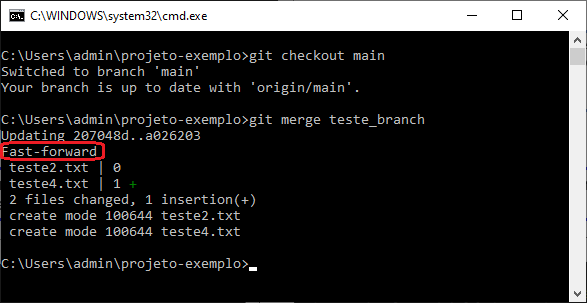 C:\WINDOWS\system32\cmd.exe
C:\Users\admin\projeto-exemplo>git checkout main
Switched to branch 'main'
Your branch is up to date with 'origin/main'.
C:\Users\admin\projeto-exemplo>git merge teste_branch
Updating 207048d..a026203
Fast-forward
 teste2.txt | 0
 teste4.txt | 1 +
 2 files changed, 1 insertion(+)
 create mode 100644 teste2.txt
 create mode 100644 teste4.txt
C:\Users\admin\projeto-exemplo>